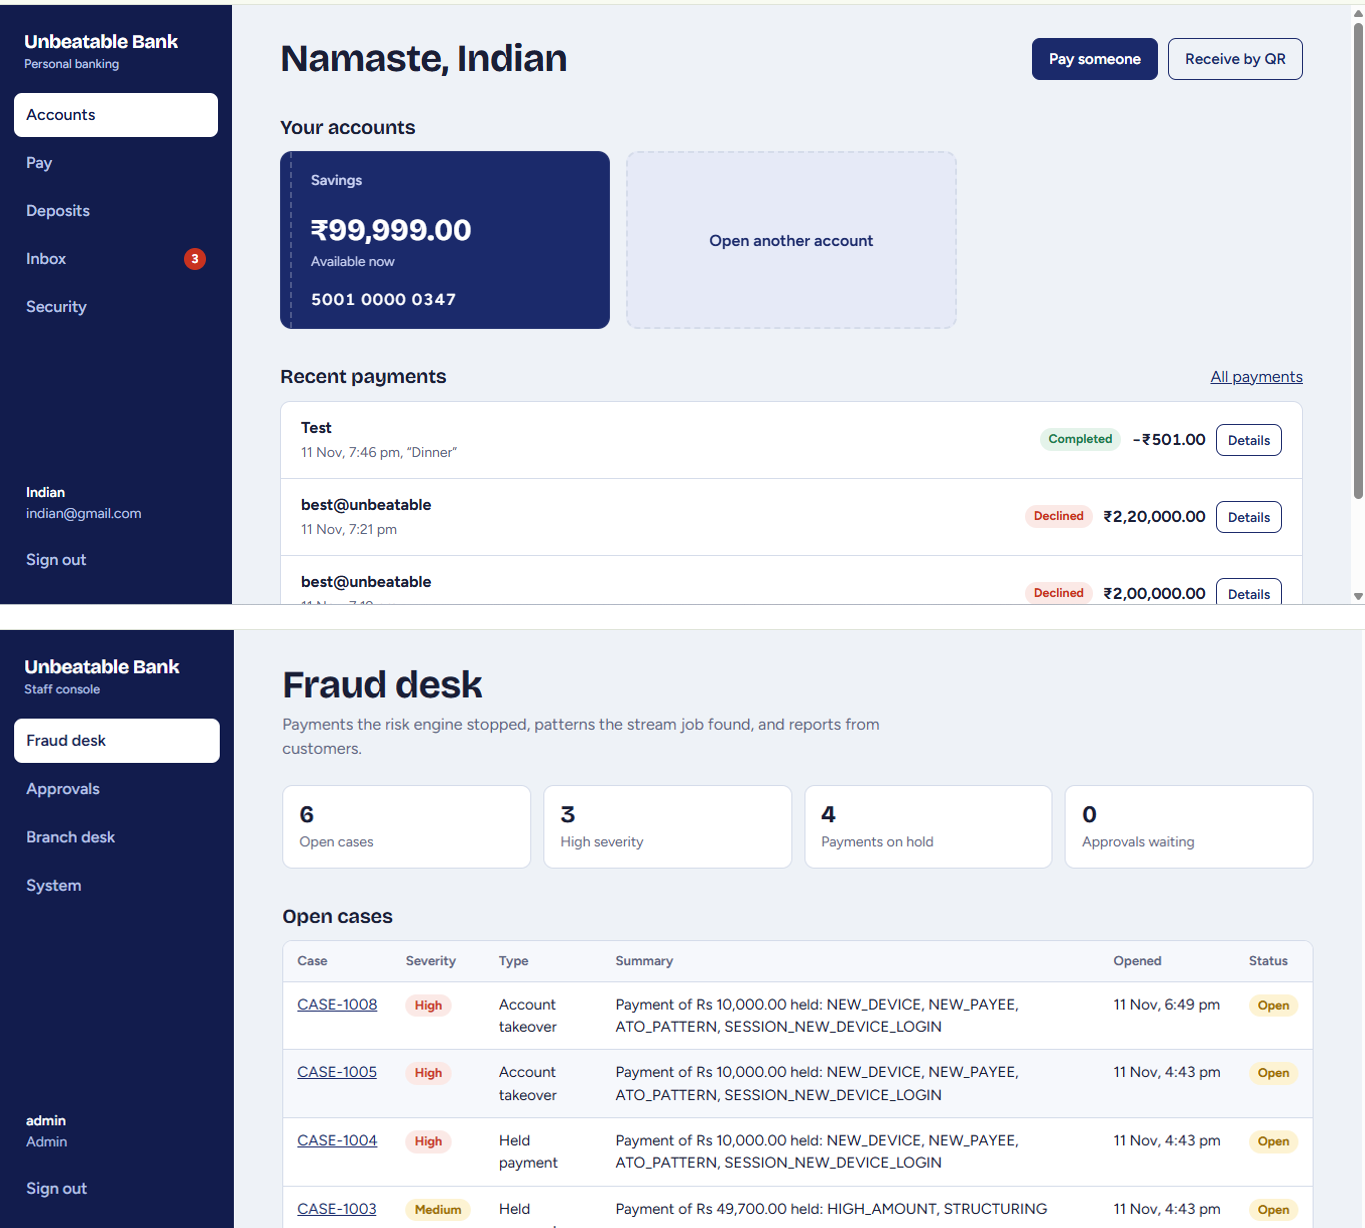 Unbeatable Bank
Personal banking
Accounts
Pay
Deposits
Inbox
3
Security
Indian
indian@gmail.com
Sign out
Namaste, Indian
Pay someone
Receive by QR
Your accounts
Savings
₹99,999.00
Available now
5001 0000 0347
Open another account
Recent payments
All payments
Test
11 Nov, 7:46 pm, “Dinner”
Completed
-₹501.00
Details
best@unbeatable
11 Nov, 7:21 pm
Declined
₹2,20,000.00
Details
best@unbeatable
Declined
₹2,00,000.00
Details
Unbeatable Bank
Staff console
Fraud desk
Approvals
Branch desk
System
admin
Admin
Sign out
Fraud desk
Payments the risk engine stopped, patterns the stream job found, and reports from
customers.
6
Open cases
3
High severity
4
Payments on hold
0
Approvals waiting
Open cases
Case Severity Type Summary Opened Status
CASE-1008 High Account Payment of Rs 10,000.00 held: NEW_DEVICE, NEW_PAYEE, 11 Nov, 6:49 pm Open
takeover ATO_PATTERN, SESSION_NEW_DEVICE_LOGIN
CASE-1005 High Account Payment of Rs 10,000.00 held: NEW_DEVICE, NEW_PAYEE, 11 Nov, 4:43 pm Open
takeover ATO_PATTERN, SESSION_NEW_DEVICE_LOGIN
CASE-1004 High Held Payment of Rs 10,000.00 held: NEW_DEVICE, NEW_PAYEE, 11 Nov, 4:43 pm Open
payment ATO_PATTERN, SESSION_NEW_DEVICE_LOGIN
CASE-1003 Medium Held Payment of Rs 49,700.00 held: HIGH_AMOUNT, STRUCTURING 11 Nov, 4:43 pm Open